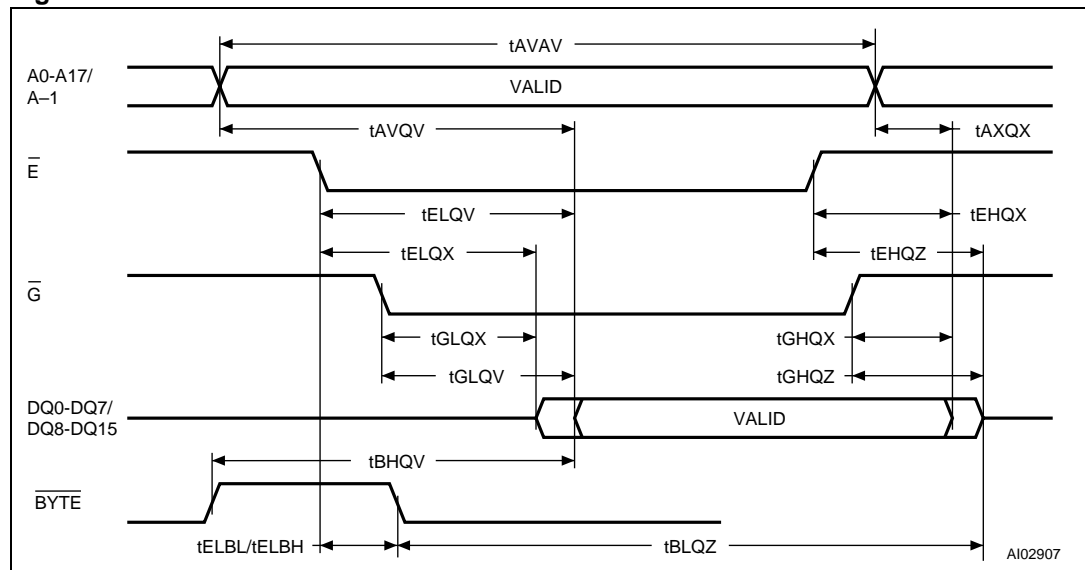 tAVAV
A0-A17/
A–1
VALID
tAVQV
tAXQX
E
tELQV
tEHQX
tELQX
tEHQZ
G
tGLQX
tGHQX
tGLQV
tGHQZ
DQ0-DQ7/
DQ8-DQ15
VALID
tBHQV
BYTE
tELBL/tELBH
tBLQZ
AI02907